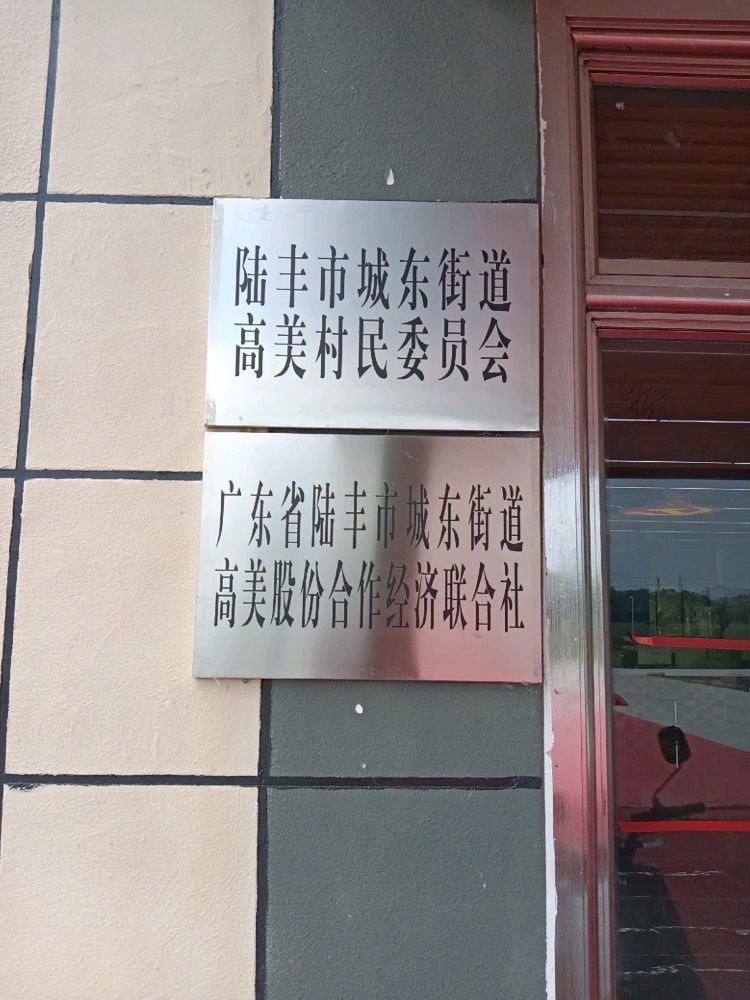 陆丰市城东街道
高美村民委员会
广东省陆丰市城东街道
高美股份合作经济联合社